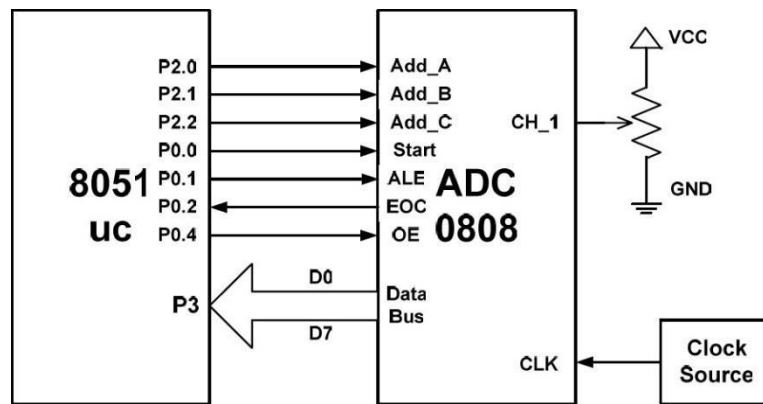 P2.0
P2.1
P2.2
P0.0
P0.1
P0.2
P0.4
8051
uc
P3
D0
D7
Add_A
Add_B
Add_C
Start
ALE
EOC
OE
ADC
0808
Data
Bus
CH_1
CLK
VCC
GND
Clock
Source